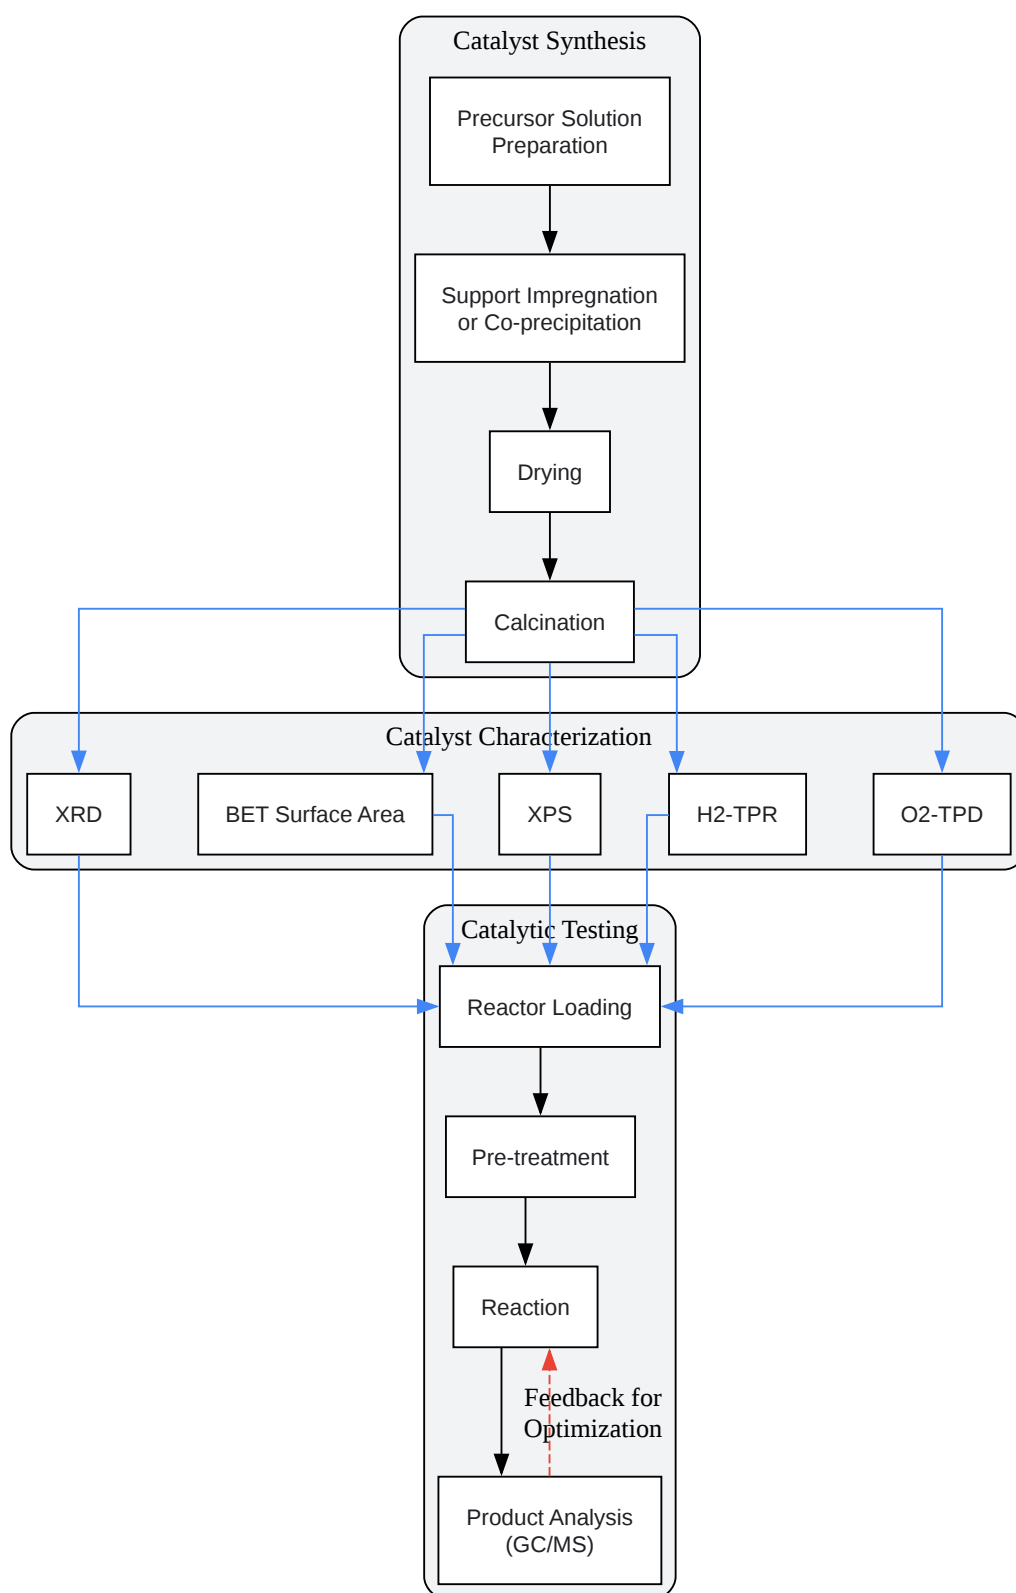 Catalyst Synthesis
Precursor Solution
Preparation
Support Impregnation
or Co-precipitation
Drying
Calcination
Catalyst Characterization
XRD
BET Surface Area
XPS
H2-TPR
O2-TPD
Catalytic Testing
Reactor Loading
Pre-treatment
Reaction
Feedback for
Optimization
Product Analysis
(GC/MS)